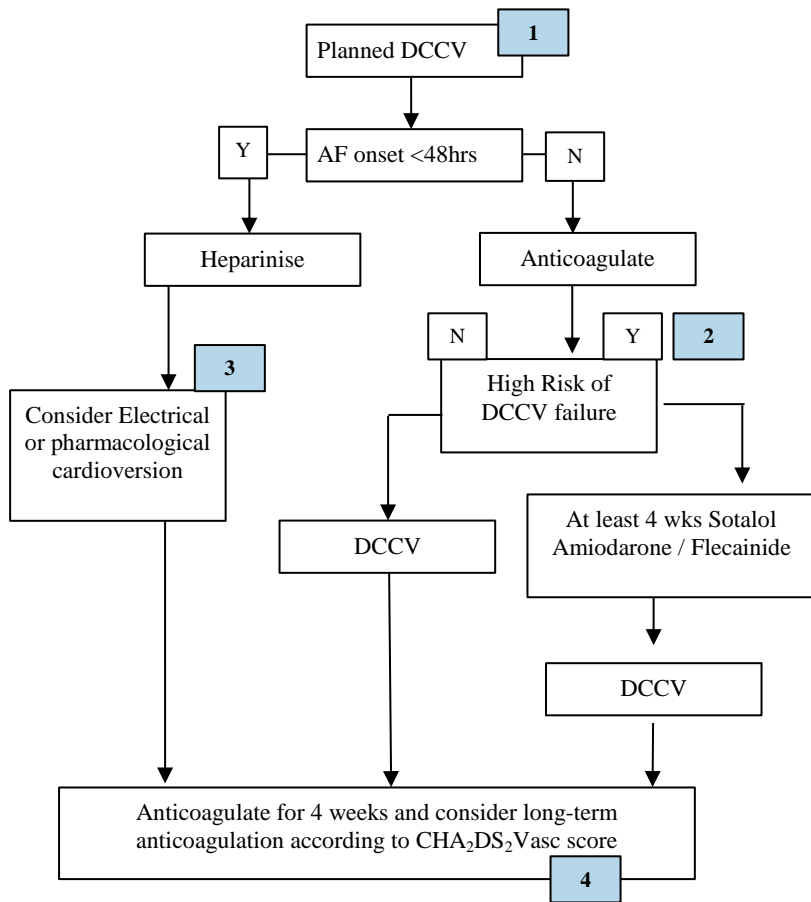 1
Planned DCCV
Y
AF onset <48hrs
N
Heparinise
Anticoagulate
N
Y
2
3
High Risk of
DCCV failure
Consider Electrical
or pharmacological
cardioversion
At least 4 wks Sotalol
Amiodarone / Flecainide
DCCV
DCCV
Anticoagulate for 4 weeks and consider long-term
anticoagulation according to CHA₂DS₂Vasc score
4